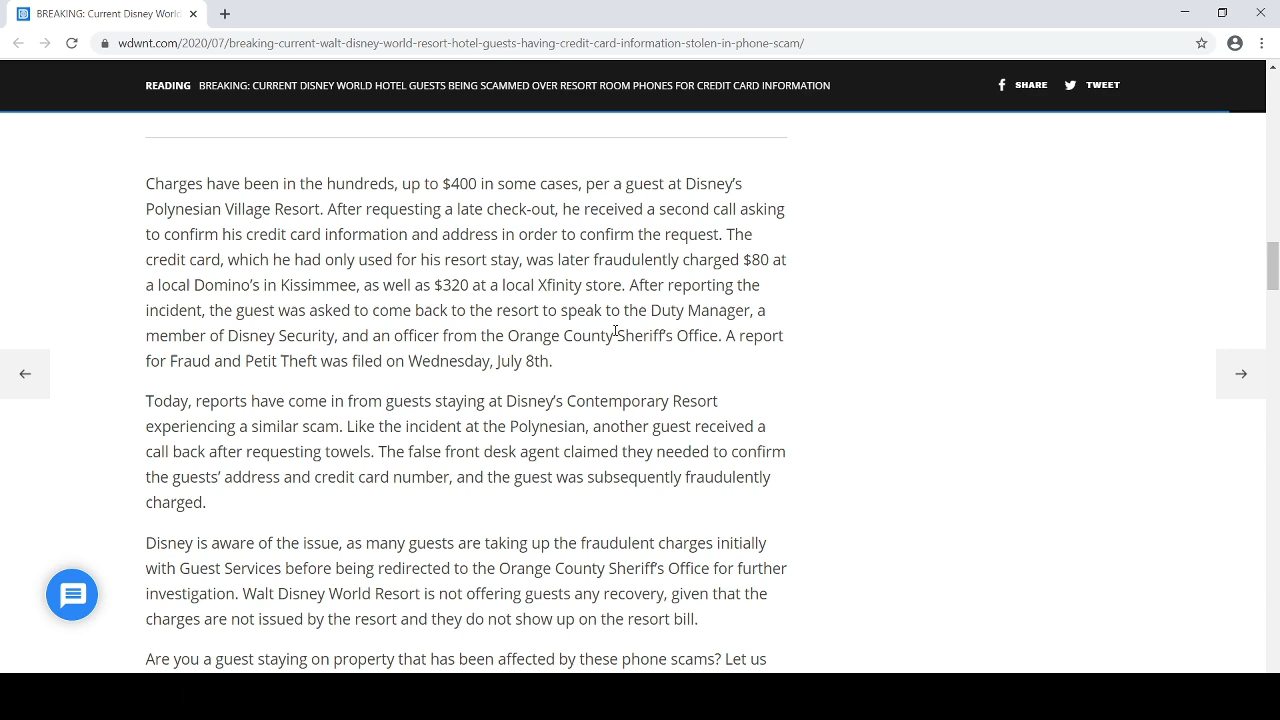 BREAKING: Current Disney World
wdwnt.com/2020/07/breaking-current-walt-disney-world-resort-hotel-guests-having-credit-card-information-stolen-in-phone-scam/
READING BREAKING: CURRENT DISNEY WORLD HOTEL GUESTS BEING SCAMMED OVER RESORT ROOM PHONES FOR CREDIT CARD INFORMATION SHARE TWEET
Charges have been in the hundreds, up to $400 in some cases, per a guest at Disney’s
Polynesian Village Resort. After requesting a late check-out, he received a second call asking
to confirm his credit card information and address in order to confirm the request. The
credit card, which he had only used for his resort stay, was later fraudulently charged $80 at
a local Domino’s in Kissimmee, as well as $320 at a local Xfinity store. After reporting the
incident, the guest was asked to come back to the resort to speak to the Duty Manager, a
member of Disney Security, and an officer from the Orange County Sheriff’s Office. A report
for Fraud and Petit Theft was filed on Wednesday, July 8th.
Today, reports have come in from guests staying at Disney’s Contemporary Resort
experiencing a similar scam. Like the incident at the Polynesian, another guest received a
call back after requesting towels. The false front desk agent claimed they needed to confirm
the guests’ address and credit card number, and the guest was subsequently fraudulently
charged.
Disney is aware of the issue, as many guests are taking up the fraudulent charges initially
with Guest Services before being redirected to the Orange County Sheriff’s Office for further
investigation. Walt Disney World Resort is not offering guests any recovery, given that the
charges are not issued by the resort and they do not show up on the resort bill.
Are you a guest staying on property that has been affected by these phone scams? Let us